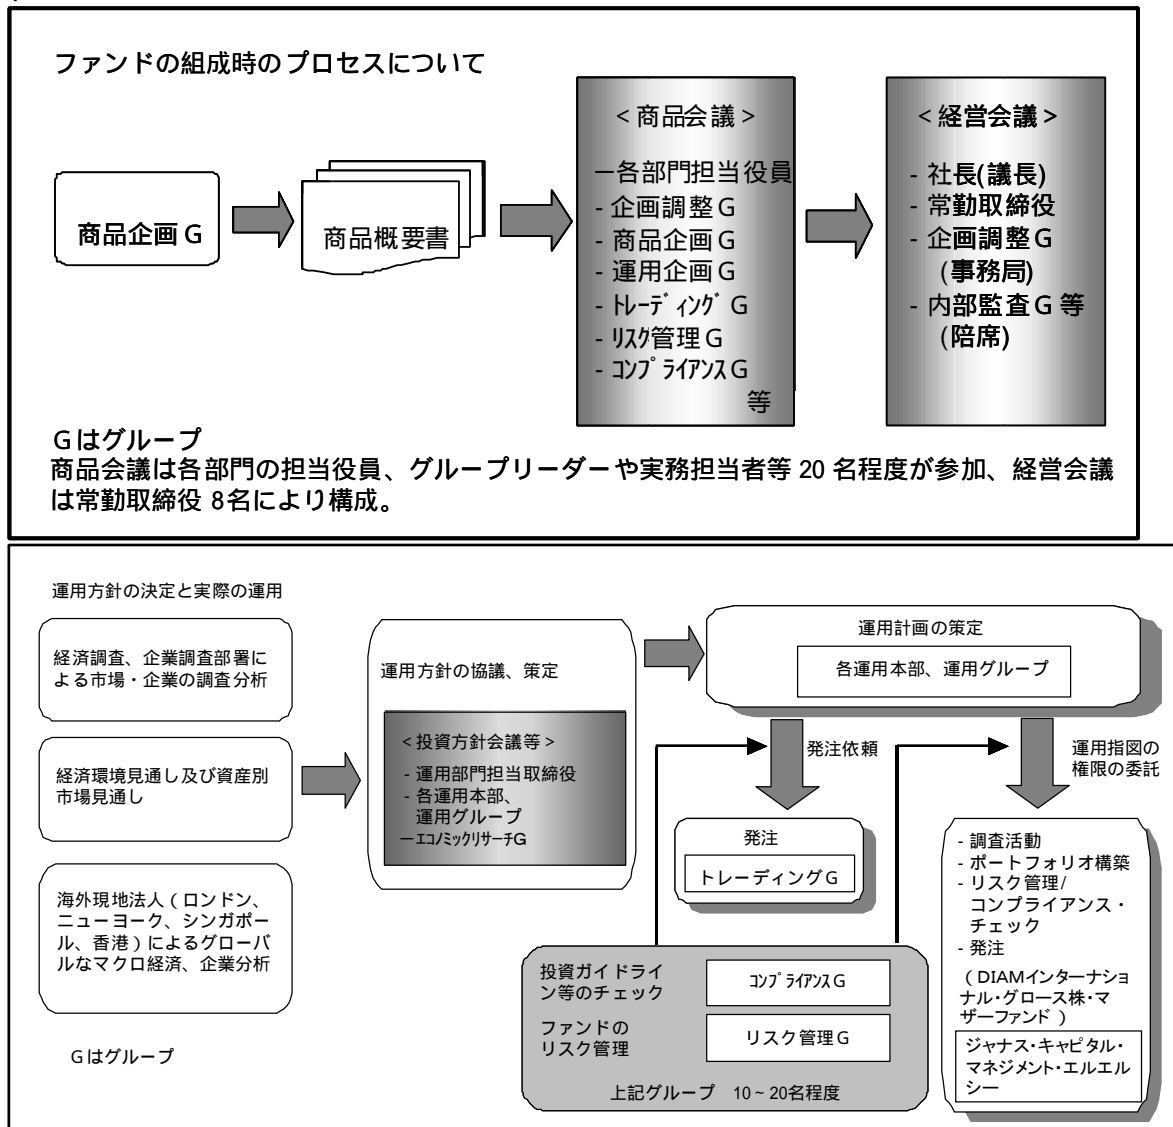 ファンドの組成時のプロセスについて
商品企画G
商品概要書
<商品会議>
－各部門担当役員
- 企画調整G
- 商品企画G
- 運用企画G
- ﾄﾚｰﾃﾞｨﾝｸﾞG
- ﾘｽｸ管理G
- ｺﾝﾌﾟﾗｲｱﾝｽG
等
<経営会議>
- 社長(議長)
- 常勤取締役
- 企画調整G
(事務局)
- 内部監査G等
(陪席)
Gはグループ
商品会議は各部門の担当役員、グループリーダーや実務担当者等 20 名程度が参加、経営会議
は常勤取締役 8名により構成。
運用方針の決定と実際の運用
経済調査、企業調査部署に
よる市場・企業の調査分析
経済環境見通し及び資産別
市場見通し
海外現地法人（ロンドン、
ニューヨーク、シンガポー
ル、香港）によるグローバ
ルなマクロ経済、企業分析
Gはグループ
運用方針の協議、策定
<投資方針会議等>
- 運用部門担当取締役
- 各運用本部、
運用グループ
－ｴｺﾉﾐｯｸﾘｻｰﾁG
運用計画の策定
各運用本部、運用グループ
発注依頼
運用指図の
権限の委託
発注
トレーディングG
投資ガイドライ
ン等のチェック
ｺﾝﾌﾟﾗｲｱﾝｽG
ファンドの
リスク管理
リスク管理G
上記グループ　10～20名程度
- 調査活動
- ポートフォリオ構築
- リスク管理/
コンプライアンス・
チェック
- 発注
（DIAMインターナショ
ナル・グロース株・マ
ザーファンド）
ジャナス・キャピタル・
マネジメント・エルエル
シー